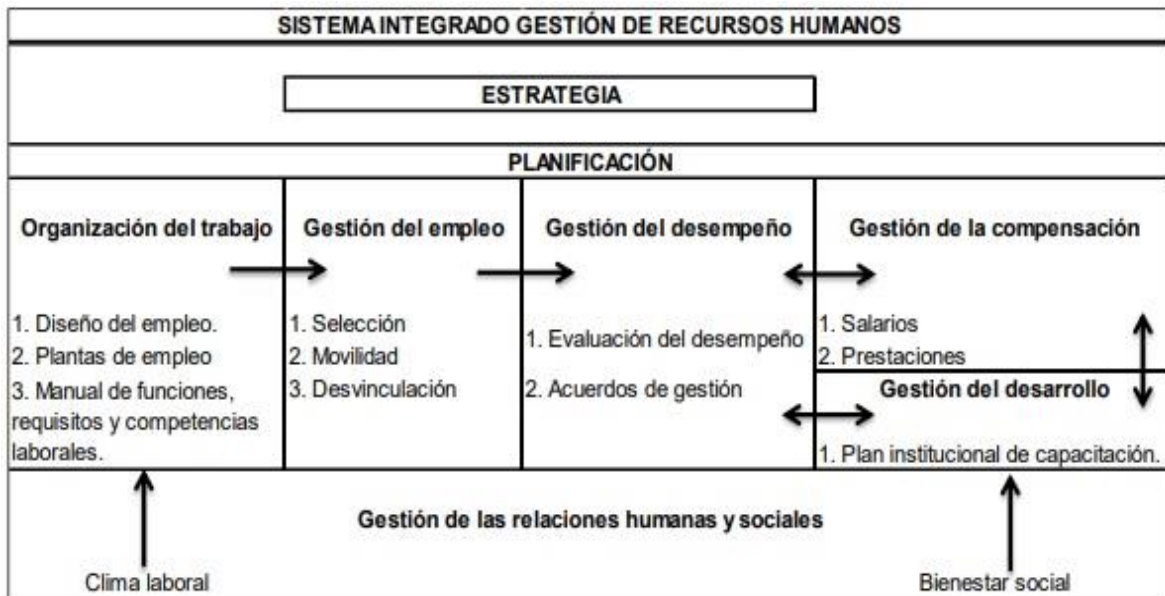 SISTEMA INTEGRADO GESTIÓN DE RECURSOS HUMANOS
ESTRATEGIA
PLANIFICACIÓN
Organización del trabajo
1. Diseño del empleo.
2. Plantas de empleo
3. Manual de funciones,
requisitos y competencias
laborales.
Gestión del empleo
1. Selección
2. Movilidad
3. Desvinculación
Gestión del desempeño
1. Evaluación del desempeño
2. Acuerdos de gestión
Gestión de la compensación
1. Salarios
2. Prestaciones
Gestión del desarrollo
1. Plan institucional de capacitación.
Gestión de las relaciones humanas y sociales
Clima laboral
Bienestar social